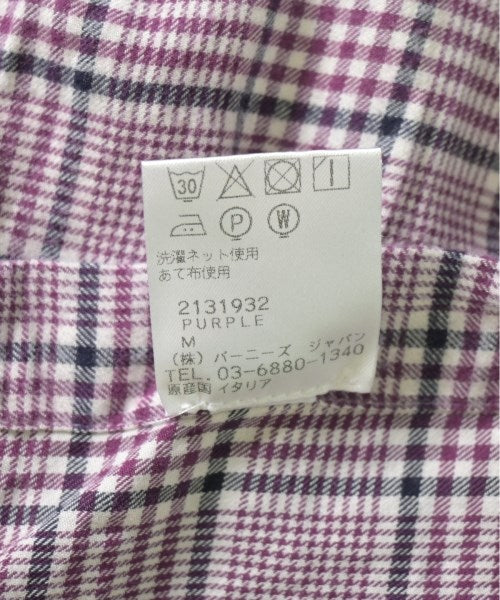 30
P W
洗濯ネット使用
あて布使用
2131932
PURPLE
M
(株) バーニーズ ジャパン
TEL. 03-6880-1340
原産国 イタリア